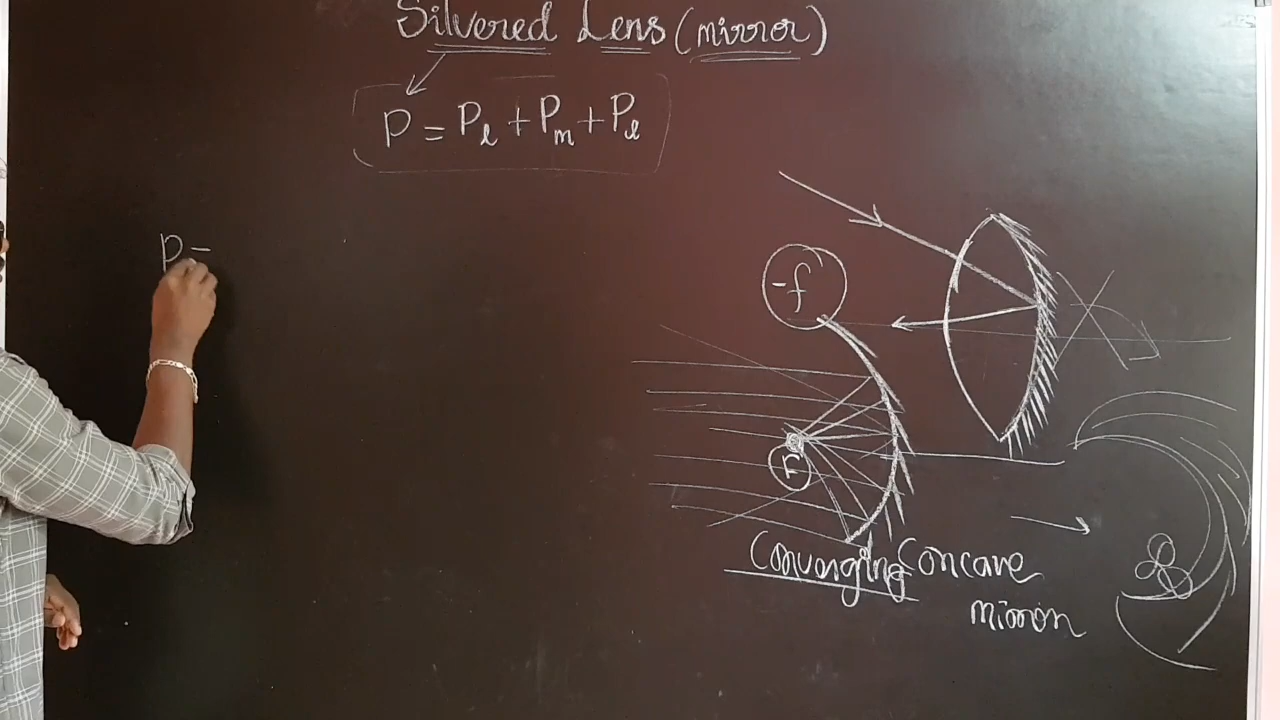 Silvered Lens (mirror)
P = Pℓ + Pm + Pℓ
P =
-f
F
Converging Concave
mirror